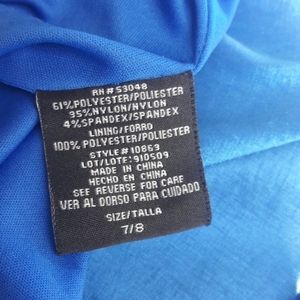 RN#53048
61%POLYESTER/POLIESTER
35%NYLON/NYLON
4%SPANDEX/SPANDEX
LINING/FORRO
100% POLYESTER/POLIESTER
STYLE#10863
LOT/LOTE:910509
MADE IN CHINA
HECHO EN CHINA
SEE REVERSE FOR CARE
VER AL DORSO PARA CUIDADO
SIZE/TALLA
7/8